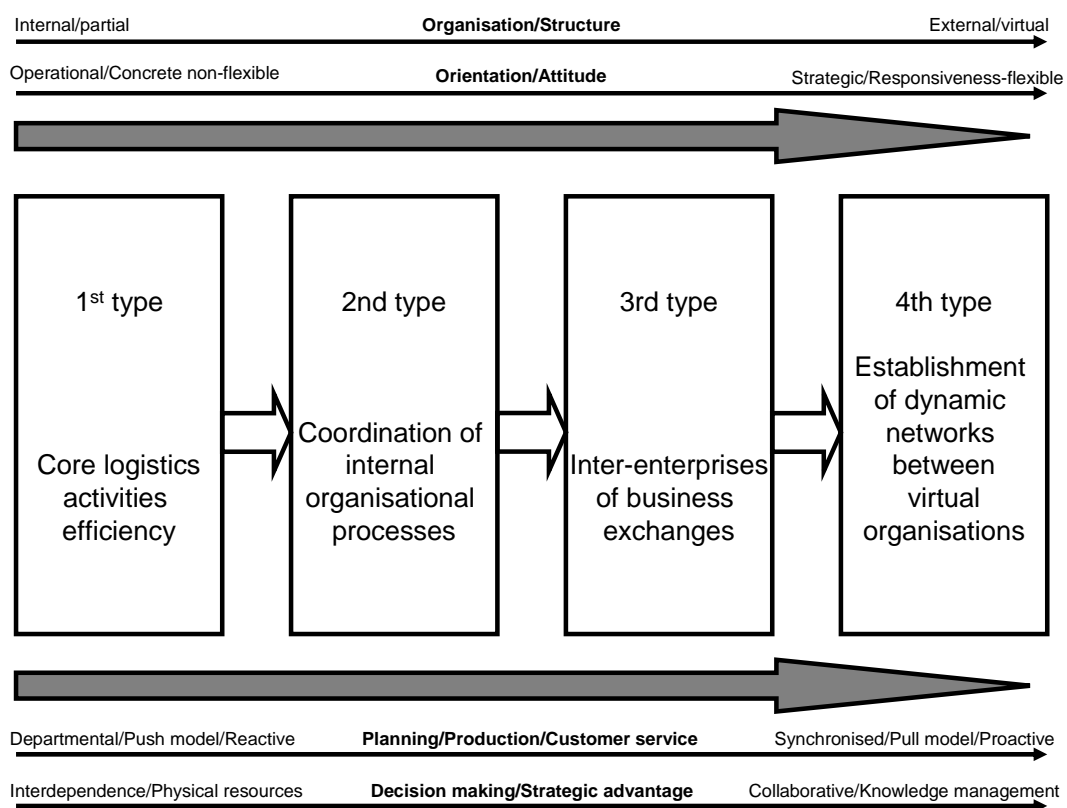 Internal/partial Organisation/Structure External/virtual
Operational/Concrete non-flexible Orientation/Attitude Strategic/Responsiveness-flexible
1st type
Core logistics
activities
efficiency
2nd type
Coordination of
internal
organisational
processes
3rd type
Inter-enterprises
of business
exchanges
4th type
Establishment
of dynamic
networks
between
virtual
organisations
Departmental/Push model/Reactive Planning/Production/Customer service Synchronised/Pull model/Proactive
Interdependence/Physical resources Decision making/Strategic advantage Collaborative/Knowledge management